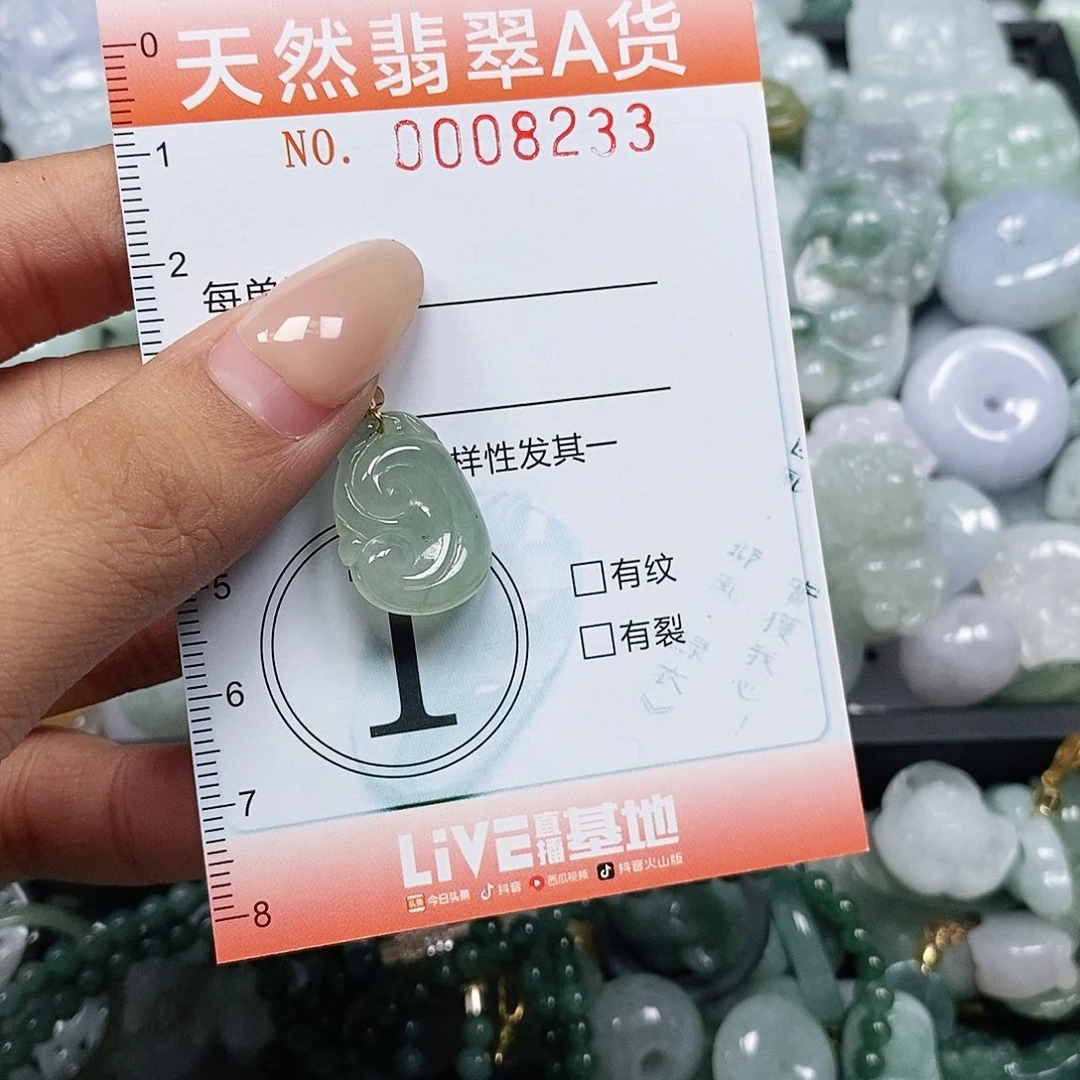 天然翡翠A货
NO. 0008233
0
1
2
每单
样性发其一
5
6
7
8
1
□有纹
□有裂
LiVE直播基地
今日头条 抖音 西瓜视频 抖音火山版